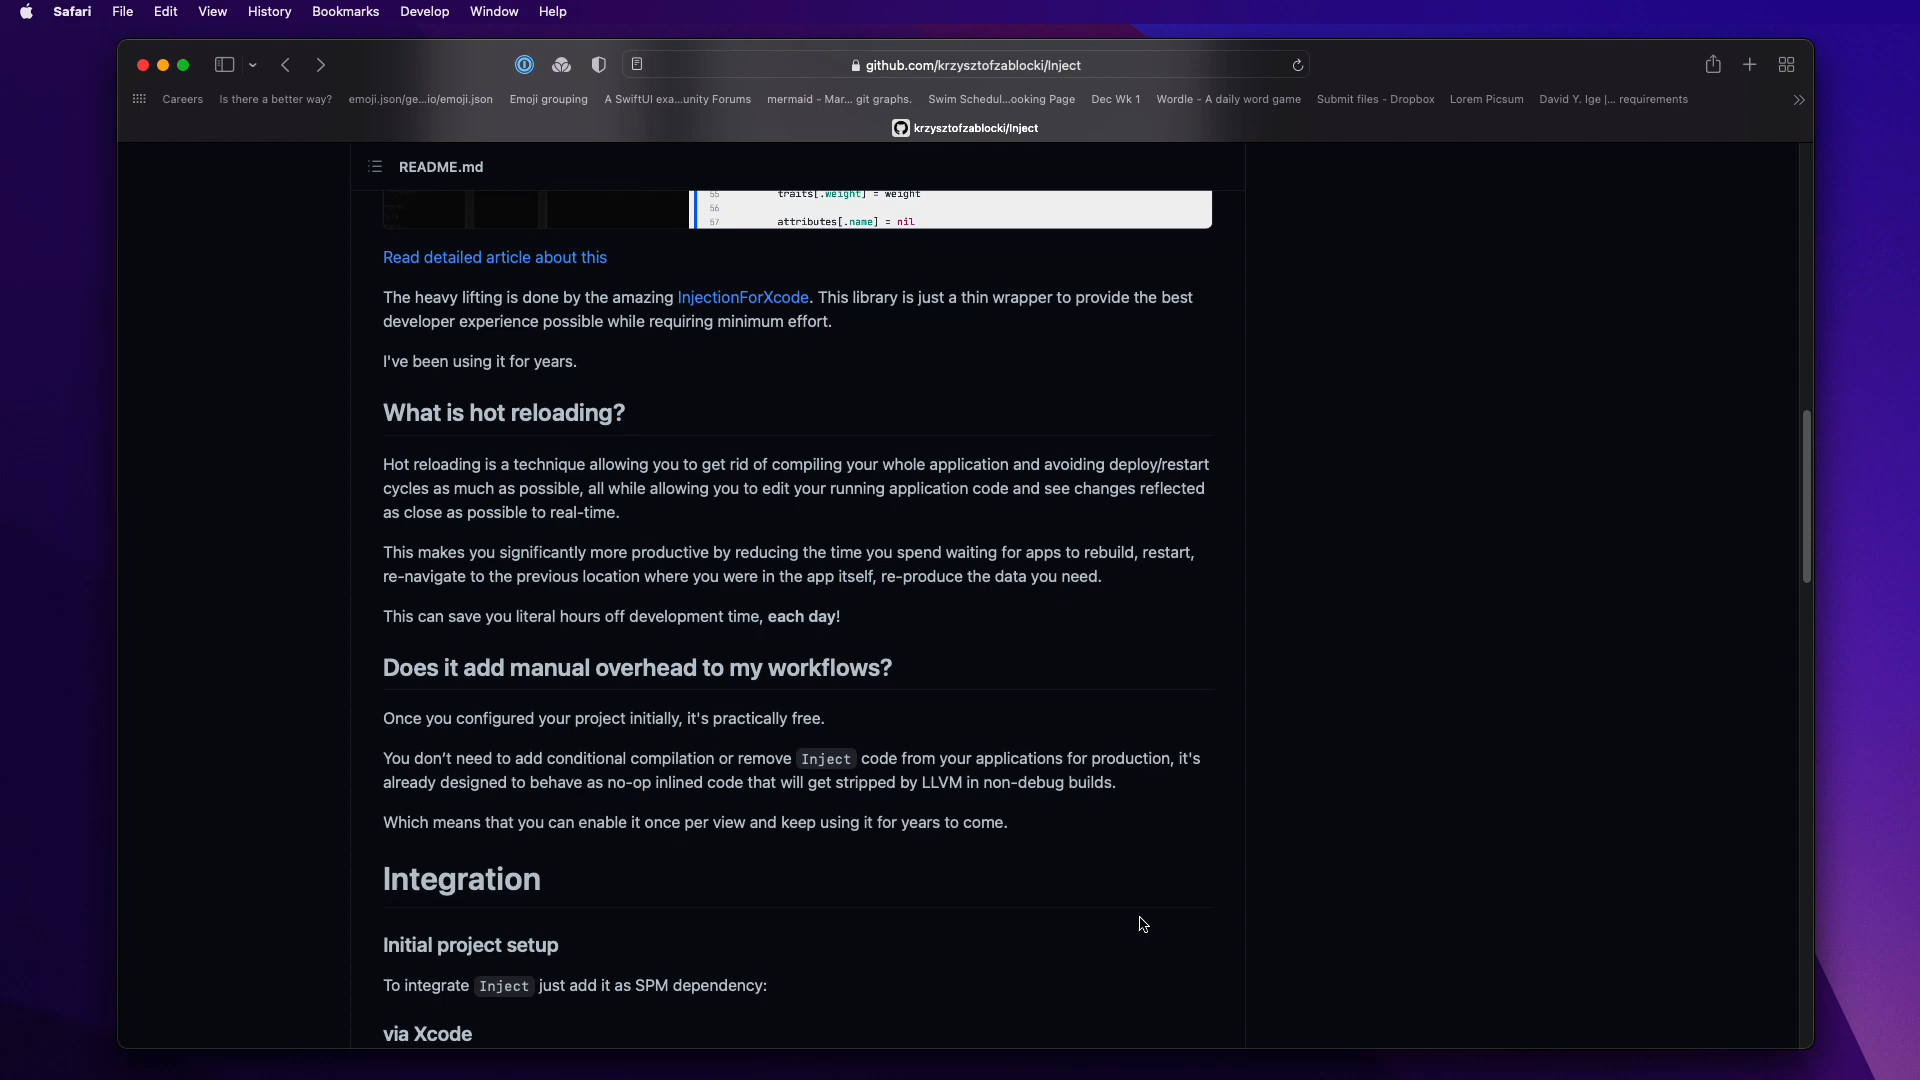 Safari File Edit View History Bookmarks Develop Window Help
github.com/krzysztofzablocki/Inject
Careers Is there a better way? emoji.json/ge...io/emoji.json Emoji grouping A SwiftUI exa...unity Forums mermaid - Mar... git graphs. Swim Schedul...ooking Page Dec Wk 1 Wordle - A daily word game Submit files - Dropbox Lorem Picsum David Y. Ige |... requirements
krzysztofzablocki/Inject
README.md
55 traits[.weight] = weight
56
57 attributes[.name] = nil
Read detailed article about this
The heavy lifting is done by the amazing InjectionForXcode. This library is just a thin wrapper to provide the best
developer experience possible while requiring minimum effort.
I've been using it for years.
What is hot reloading?
Hot reloading is a technique allowing you to get rid of compiling your whole application and avoiding deploy/restart
cycles as much as possible, all while allowing you to edit your running application code and see changes reflected
as close as possible to real-time.
This makes you significantly more productive by reducing the time you spend waiting for apps to rebuild, restart,
re-navigate to the previous location where you were in the app itself, re-produce the data you need.
This can save you literal hours off development time, each day!
Does it add manual overhead to my workflows?
Once you configured your project initially, it's practically free.
You don’t need to add conditional compilation or remove Inject code from your applications for production, it's
already designed to behave as no-op inlined code that will get stripped by LLVM in non-debug builds.
Which means that you can enable it once per view and keep using it for years to come.
Integration
Initial project setup
To integrate Inject just add it as SPM dependency:
via Xcode